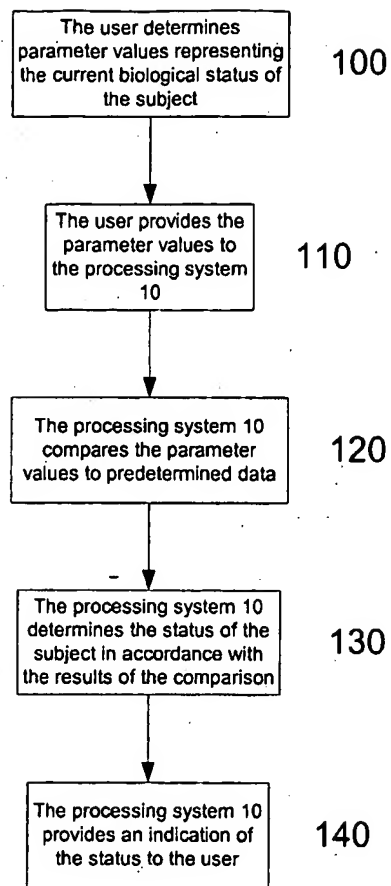 The user determines
parameter values representing
the current biological status of
the subject
100
The user provides the
parameter values to
the processing system
10
110
The processing system 10
compares the parameter
values to predetermined data
120
The processing system 10
determines the status of the
subject in accordance with
the results of the comparison
130
The processing system 10
provides an indication of
the status to the user
140